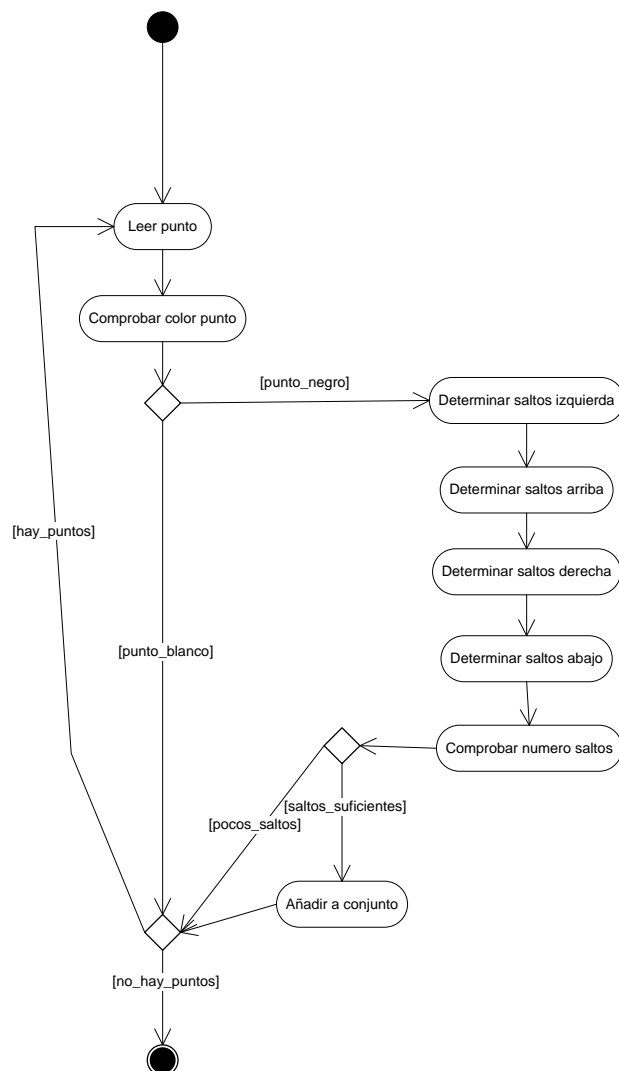 Leer punto
Comprobar color punto
[punto_negro]
Determinar saltos izquierda
Determinar saltos arriba
[hay_puntos]
Determinar saltos derecha
[punto_blanco]
Determinar saltos abajo
Comprobar numero saltos
[saltos_suficientes]
[pocos_saltos]
Añadir a conjunto
[no_hay_puntos]